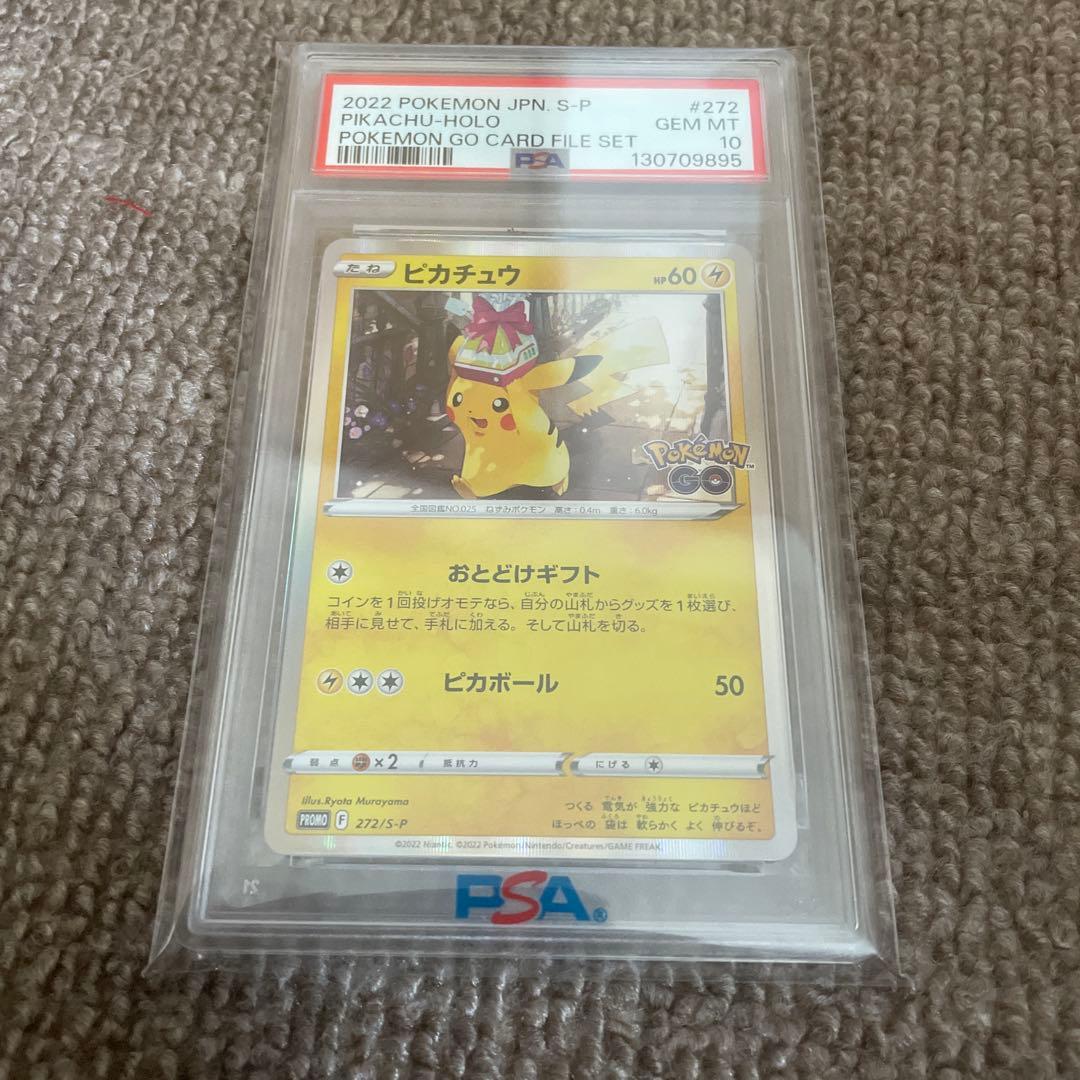 2022 POKEMON JPN. S-P #272
PIKACHU-HOLO GEM MT
POKEMON GO CARD FILE SET 10
PSA 130709895
たね ピカチュウ HP60
Pokémon GO™
全国図鑑NO.025 ねずみポケモン 高さ:0.4m 重さ:6.0kg
おとどけギフト
コインを1回投げオモテなら、自分の山札からグッズを1枚選び、
相手に見せて、手札に加える。そして山札を切る。
ピカボール 50
弱点 ×2 抵抗力 にげる
Illus.Ryota Murayama
つくる 電気が 強力な ピカチュウほど
PROMO F 272/S-P ほっぺの 袋は 軟らかく よく 伸びるぞ。
©2022 Niantic. ©2022 Pokémon/Nintendo/Creatures/GAME FREAK
PSA®
21